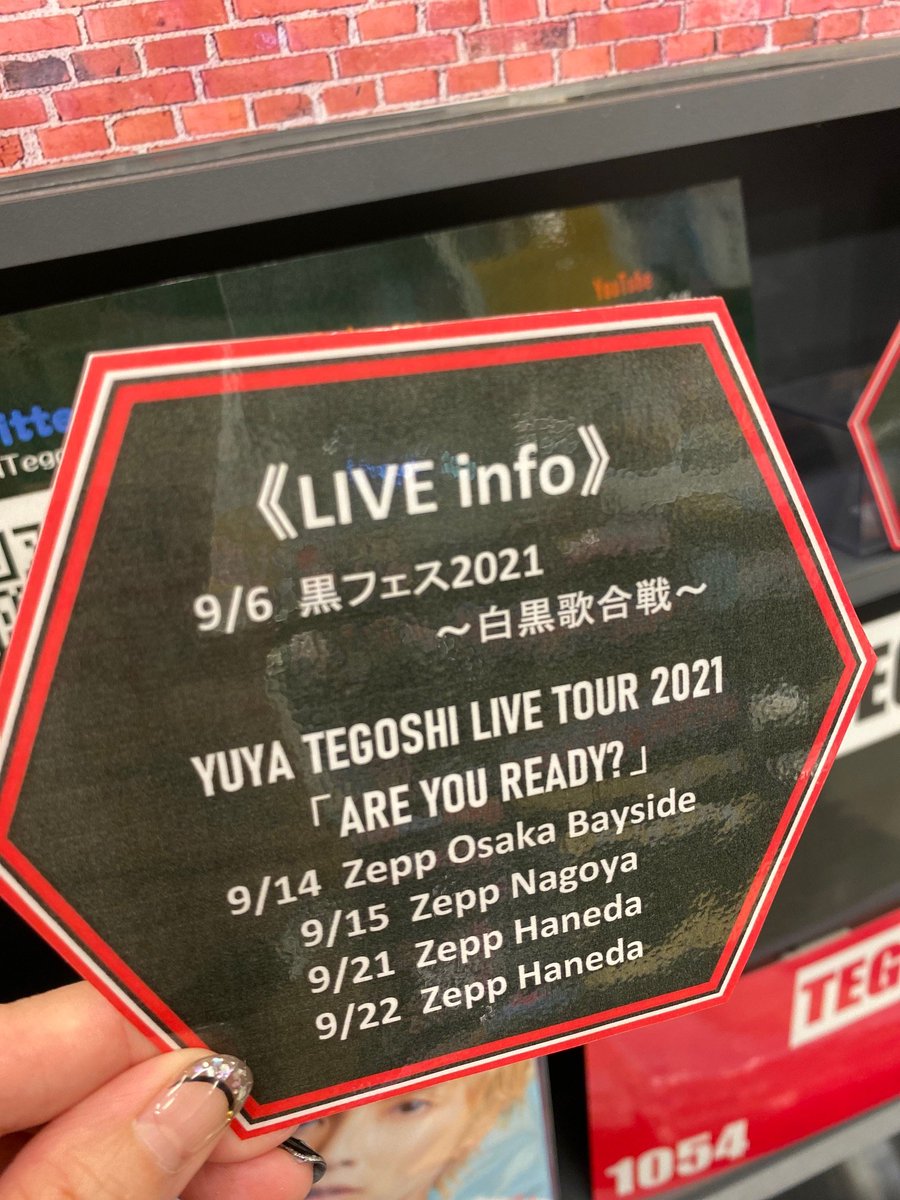 YouTube
《LIVE info》
9/6 黒フェス2021
～白黒歌合戦～
YUYA TEGOSHI LIVE TOUR 2021
「ARE YOU READY?」
9/14 Zepp Osaka Bayside
9/15 Zepp Nagoya
9/21 Zepp Haneda
9/22 Zepp Haneda
TEG
1054